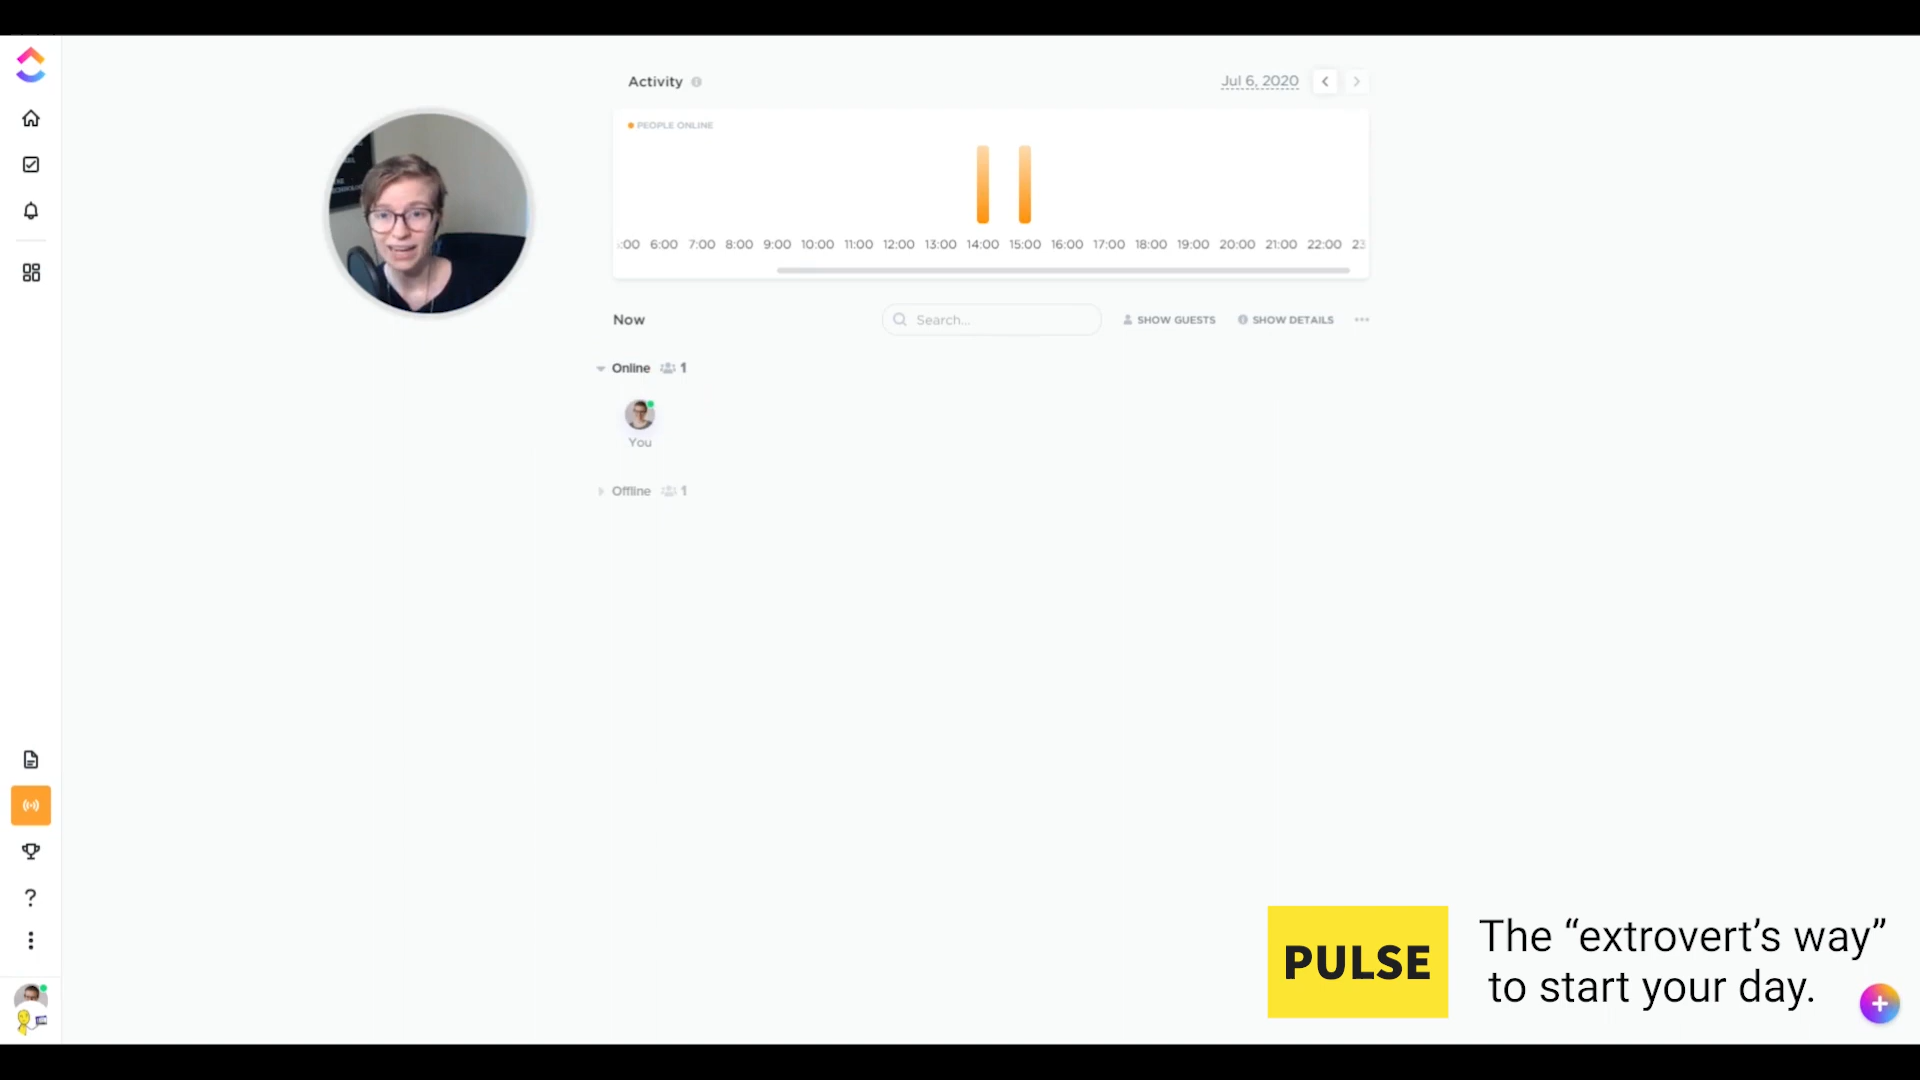 Activity
Jul 6, 2020
PEOPLE ONLINE
:00 6:00 7:00 8:00 9:00 10:00 11:00 12:00 13:00 14:00 15:00 16:00 17:00 18:00 19:00 20:00 21:00 22:00 23
Now
Search...
SHOW GUESTS
SHOW DETAILS
Online 1
You
Offline 1
?
PULSE
The “extrovert’s way”
to start your day.